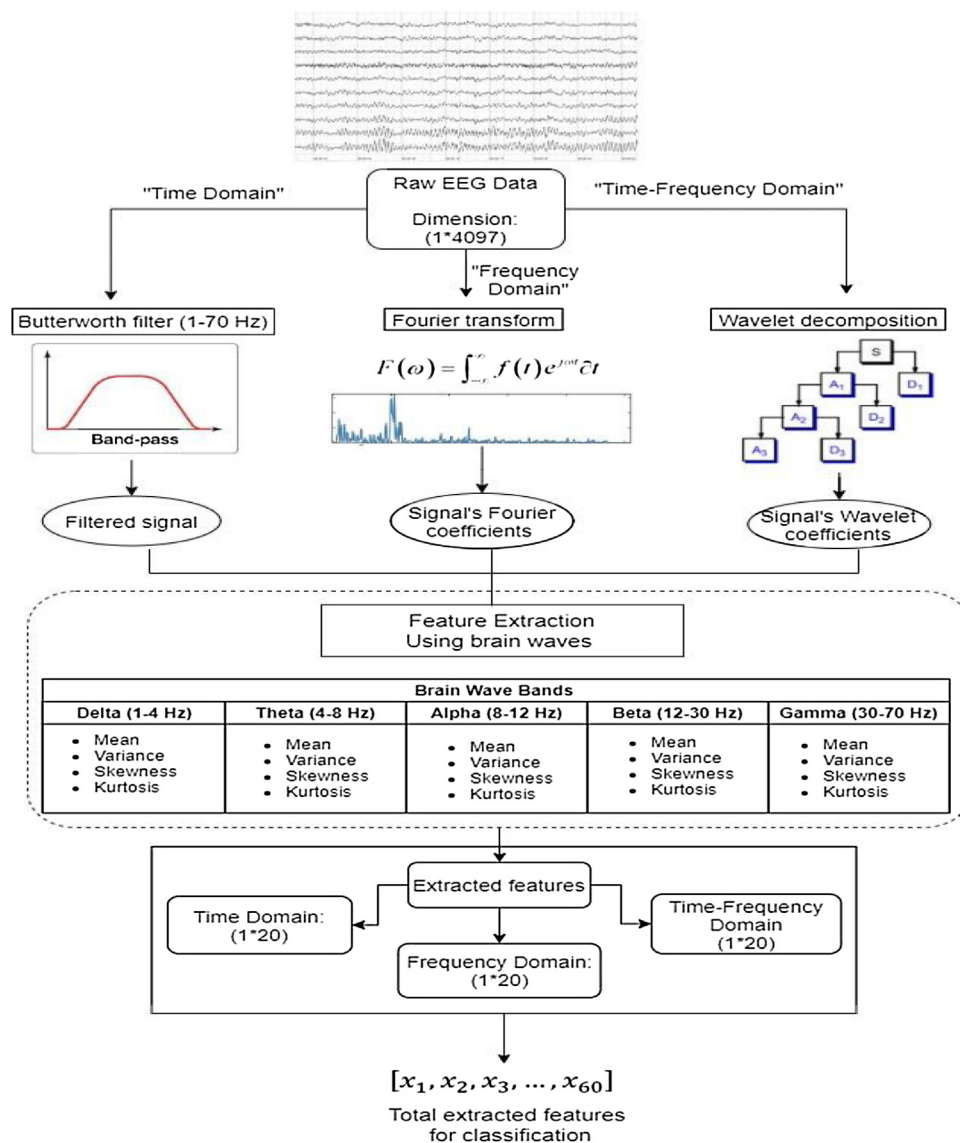 Raw EEG Data
Dimension:
(1*4097)
"Time Domain"
"Time-Frequency Domain"
"Frequency
Domain"
Butterworth filter (1-70 Hz)
Fourier transform
Wavelet decomposition
Band-pass
F(ω) = ∫_{-∞}^{∞} f(t)e^{jωt}∂t
S
A₁
D₁
A₂
D₂
A₃
D₃
Filtered signal
Signal's Fourier
coefficients
Signal's Wavelet
coefficients
Feature Extraction
Using brain waves
Brain Wave Bands
Delta (1-4 Hz) Theta (4-8 Hz) Alpha (8-12 Hz) Beta (12-30 Hz) Gamma (30-70 Hz)
• Mean • Mean • Mean • Mean • Mean
• Variance • Variance • Variance • Variance • Variance
• Skewness • Skewness • Skewness • Skewness • Skewness
• Kurtosis • Kurtosis • Kurtosis • Kurtosis • Kurtosis
Extracted features
Time Domain:
(1*20)
Frequency Domain:
(1*20)
Time-Frequency
Domain
(1*20)
[x₁, x₂, x₃, ..., x₆₀]
Total extracted features
for classification